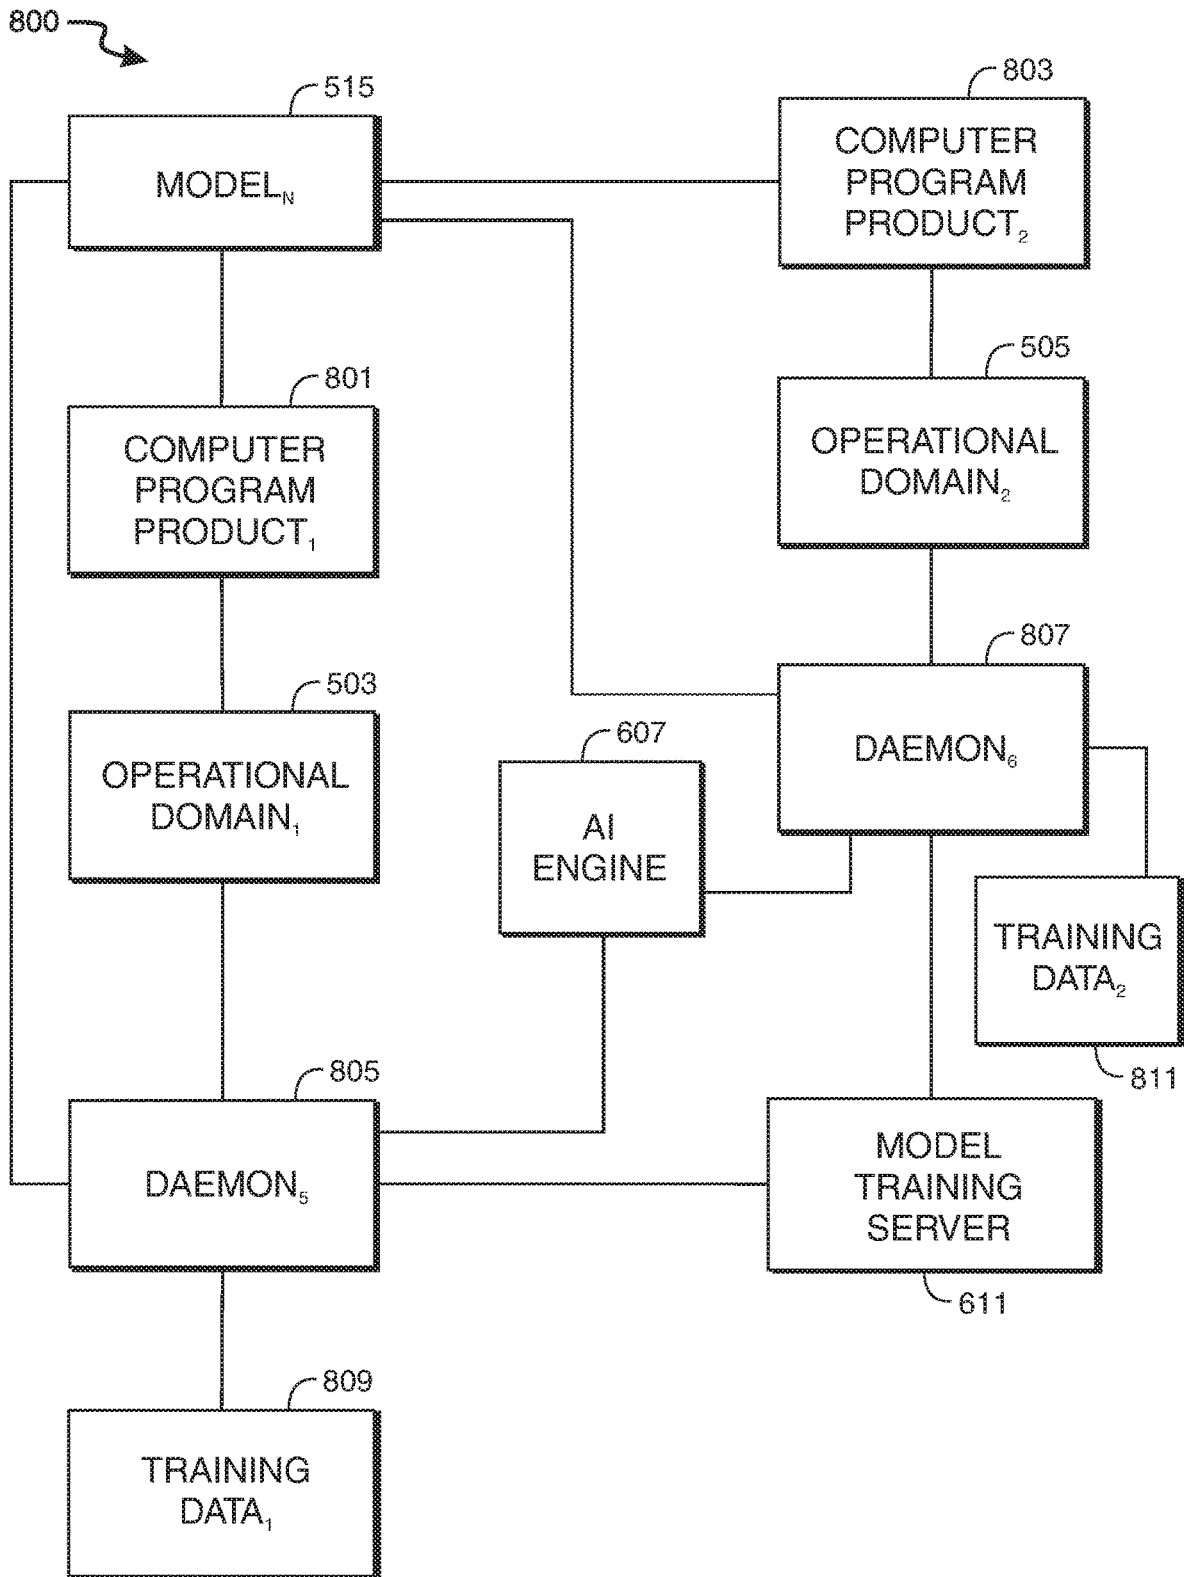 800
515
MODELN
803
COMPUTER
PROGRAM
PRODUCT2
801
COMPUTER
PROGRAM
PRODUCT1
505
OPERATIONAL
DOMAIN2
503
OPERATIONAL
DOMAIN1
807
DAEMON6
607
AI
ENGINE
TRAINING
DATA2
811
805
DAEMON5
MODEL
TRAINING
SERVER
611
809
TRAINING
DATA1